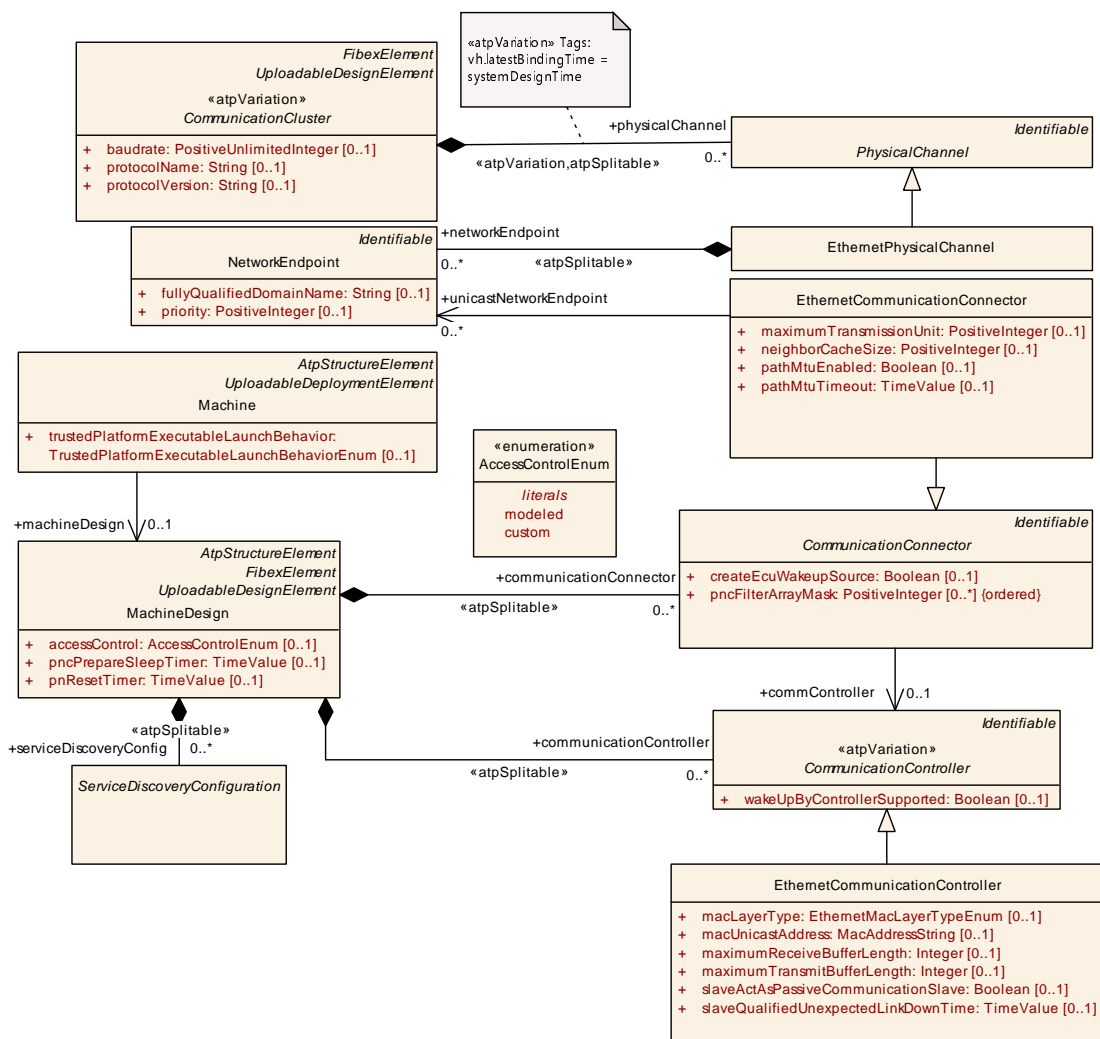 «atpVariation» Tags:
vh.latestBindingTime =
systemDesignTime
FibexElement
UploadableDesignElement
«atpVariation»
CommunicationCluster
+ baudrate: PositiveUnlimitedInteger [0..1]
+ protocolName: String [0..1]
+ protocolVersion: String [0..1]
+physicalChannel
«atpVariation,atpSplitable»
0..*
Identifiable
PhysicalChannel
Identifiable
NetworkEndpoint
+ fullyQualifiedDomainName: String [0..1]
+ priority: PositiveInteger [0..1]
+networkEndpoint
0..*
«atpSplitable»
EthernetPhysicalChannel
+unicastNetworkEndpoint
0..*
EthernetCommunicationConnector
+ maximumTransmissionUnit: PositiveInteger [0..1]
+ neighborCacheSize: PositiveInteger [0..1]
+ pathMtuEnabled: Boolean [0..1]
+ pathMtuTimeout: TimeValue [0..1]
AtpStructureElement
UploadableDeploymentElement
Machine
+ trustedPlatformExecutableLaunchBehavior:
TrustedPlatformExecutableLaunchBehaviorEnum [0..1]
«enumeration»
AccessControlEnum
literals
modeled
custom
+machineDesign
0..1
AtpStructureElement
FibexElement
UploadableDesignElement
MachineDesign
+ accessControl: AccessControlEnum [0..1]
+ pncPrepareSleepTimer: TimeValue [0..1]
+ pnResetTimer: TimeValue [0..1]
+communicationConnector
«atpSplitable»
0..*
Identifiable
CommunicationConnector
+ createEcuWakeupSource: Boolean [0..1]
+ pncFilterArrayMask: PositiveInteger [0..*] {ordered}
+commController
0..1
«atpSplitable»
+serviceDiscoveryConfig
0..*
ServiceDiscoveryConfiguration
+communicationController
«atpSplitable»
0..*
Identifiable
«atpVariation»
CommunicationController
+ wakeUpByControllerSupported: Boolean [0..1]
EthernetCommunicationController
+ macLayerType: EthernetMacLayerTypeEnum [0..1]
+ macUnicastAddress: MacAddressString [0..1]
+ maximumReceiveBufferLength: Integer [0..1]
+ maximumTransmitBufferLength: Integer [0..1]
+ slaveActAsPassiveCommunicationSlave: Boolean [0..1]
+ slaveQualifiedUnexpectedLinkDownTime: TimeValue [0..1]